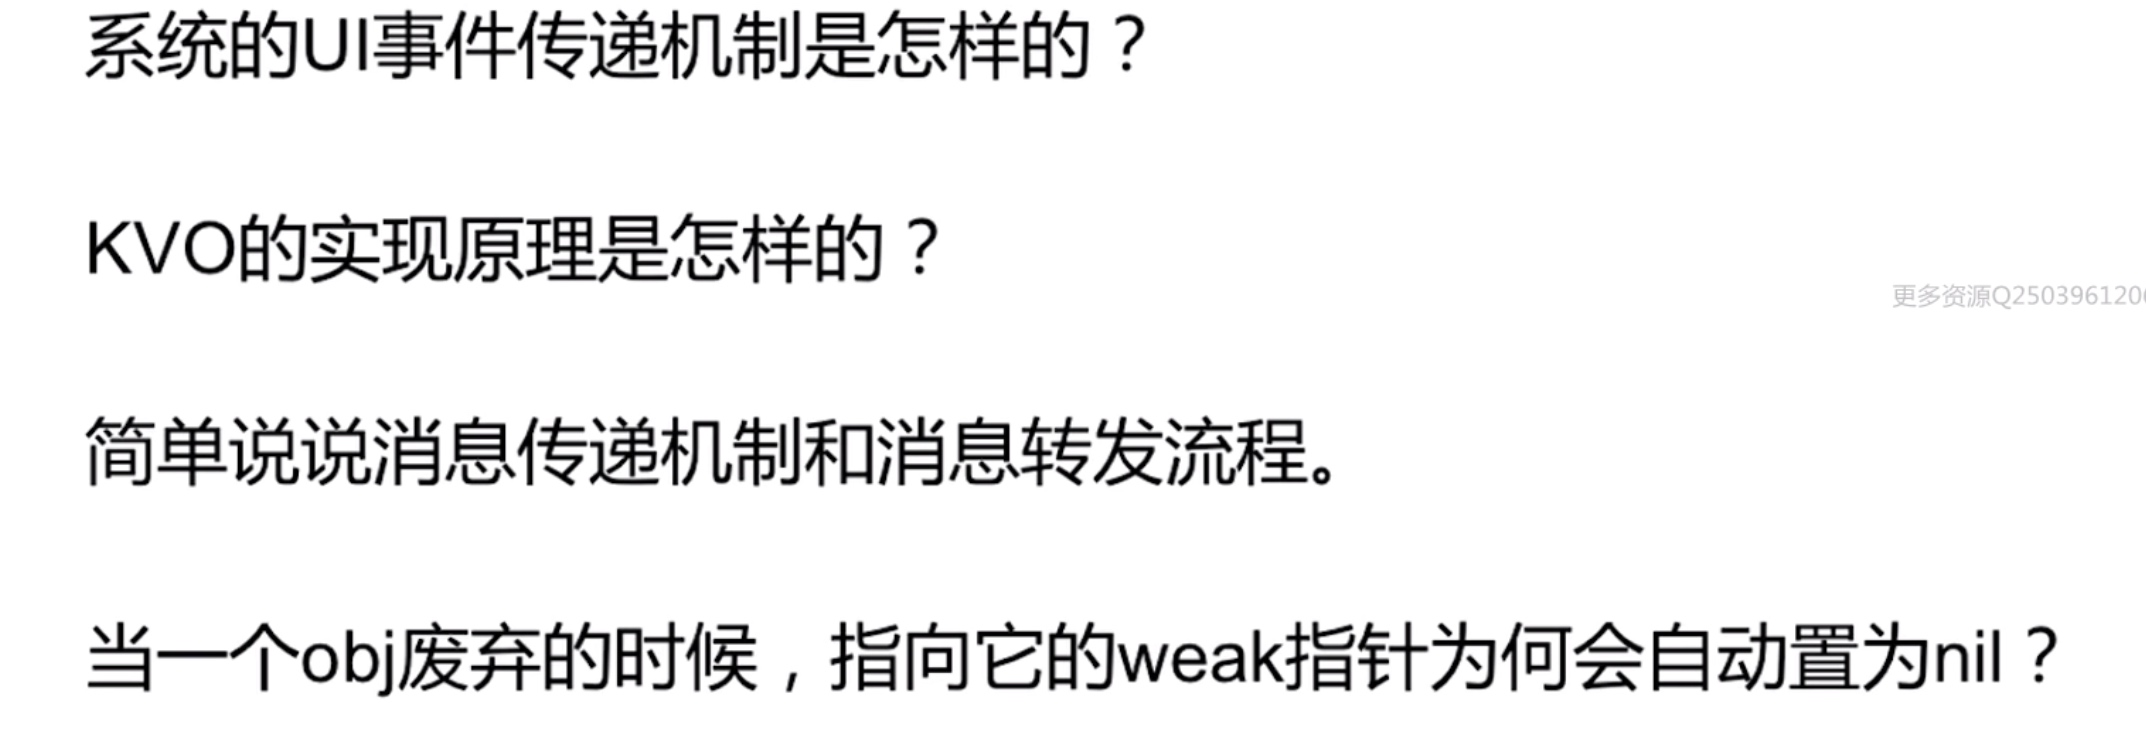 系统的UI事件传递机制是怎样的？
KVO的实现原理是怎样的？
更多资源Q250396120
简单说说消息传递机制和消息转发流程。
当一个obj废弃的时候，指向它的weak指针为何会自动置为nil？